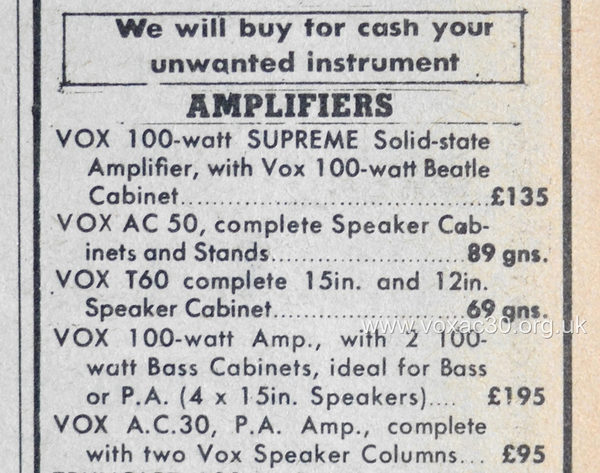 We will buy for cash your
unwanted instrument
AMPLIFIERS
VOX 100-watt SUPREME Solid-state
Amplifier, with Vox 100-watt Beatle
Cabinet............................................£135
VOX AC 50, complete Speaker Cab-
inets and Stands..........................89 gns.
VOX T60 complete 15in. and 12in.
Speaker Cabinet..........................69 gns.
www.voxac30.org.uk
VOX 100-watt Amp., with 2 100-
watt Bass Cabinets, ideal for Bass
or P.A. (4 x 15in. Speakers).... £195
VOX A.C.30, P.A. Amp., complete
with two Vox Speaker Columns... £95